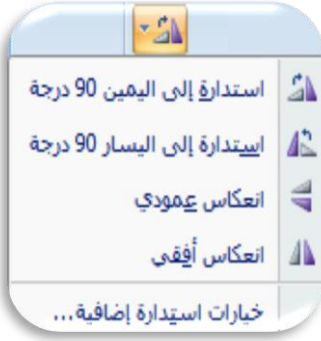 استدارة إلى اليمين 90 درجة
استدارة إلى اليسار 90 درجة
انعكاس عمودي
انعكاس أفقي
خيارات استدارة إضافية...